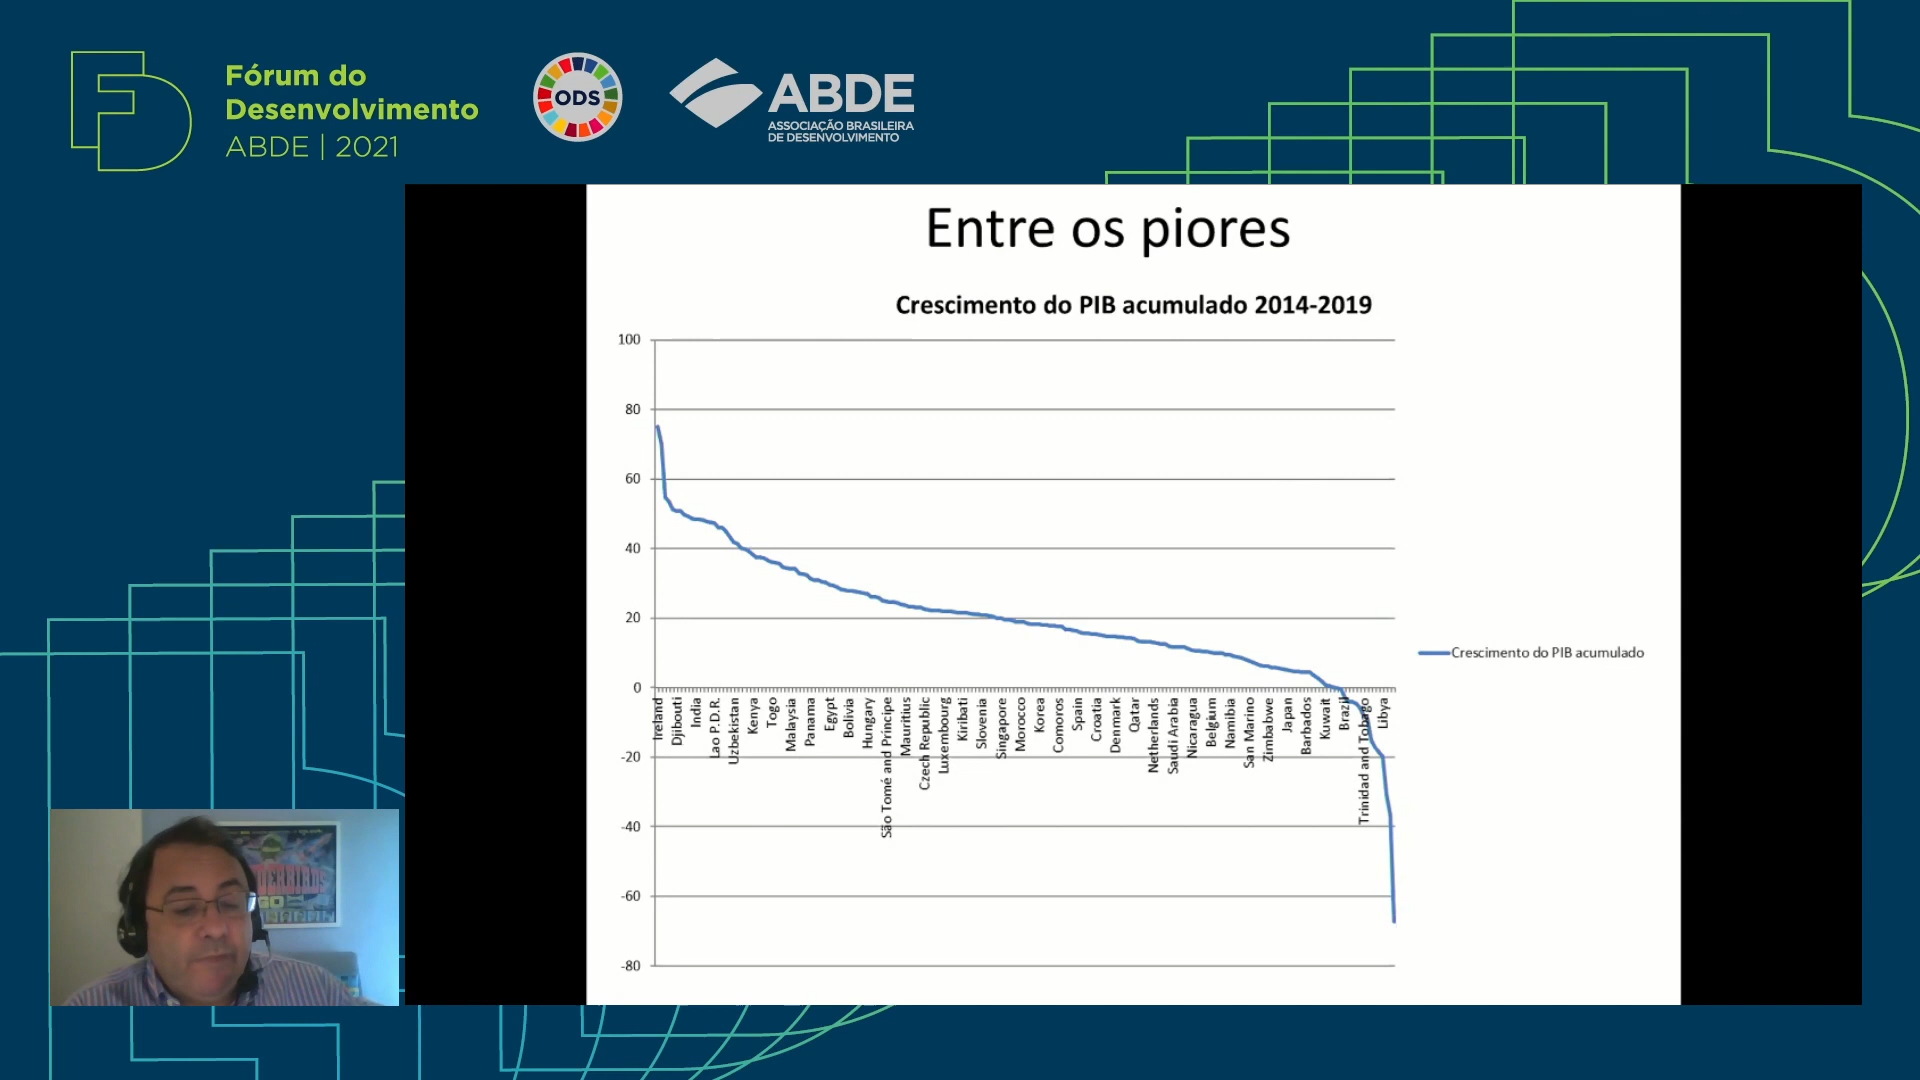 Fórum do
Desenvolvimento
ABDE | 2021
ODS
ABDE
ASSOCIAÇÃO BRASILEIRA
DE DESENVOLVIMENTO
Entre os piores
Crescimento do PIB acumulado 2014-2019
100
80
60
40
20
0
-20
-40
-60
-80
Ireland
Djibouti
India
Lao P.D.R.
Uzbekistan
Kenya
Togo
Malaysia
Panama
Egypt
Bolivia
Hungary
São Tomé and Príncipe
Mauritius
Czech Republic
Luxembourg
Kiribati
Slovenia
Singapore
Morocco
Korea
Comoros
Spain
Croatia
Denmark
Qatar
Netherlands
Saudi Arabia
Nicaragua
Belgium
Namibia
San Marino
Zimbabwe
Japan
Barbados
Kuwait
Brazil
Trinidad and Tobago
Libya
Crescimento do PIB acumulado